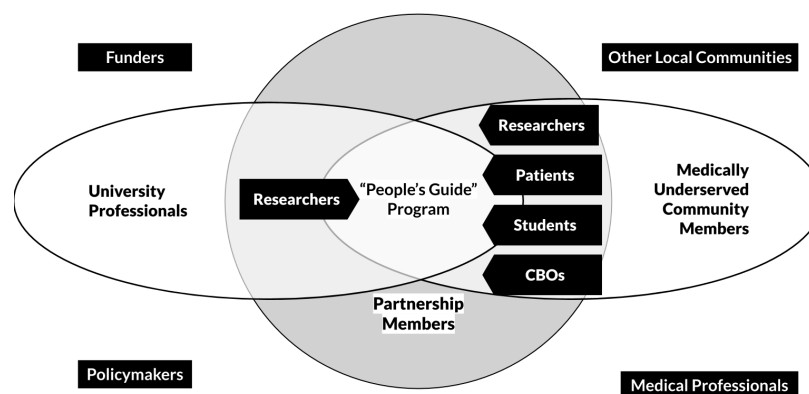 Funders
Other Local Communities
Researchers
University
Professionals
Researchers
“People’s Guide”
Program
Patients
Medically
Underserved
Community
Members
Students
CBOs
Partnership
Members
Policymakers
Medical Professionals